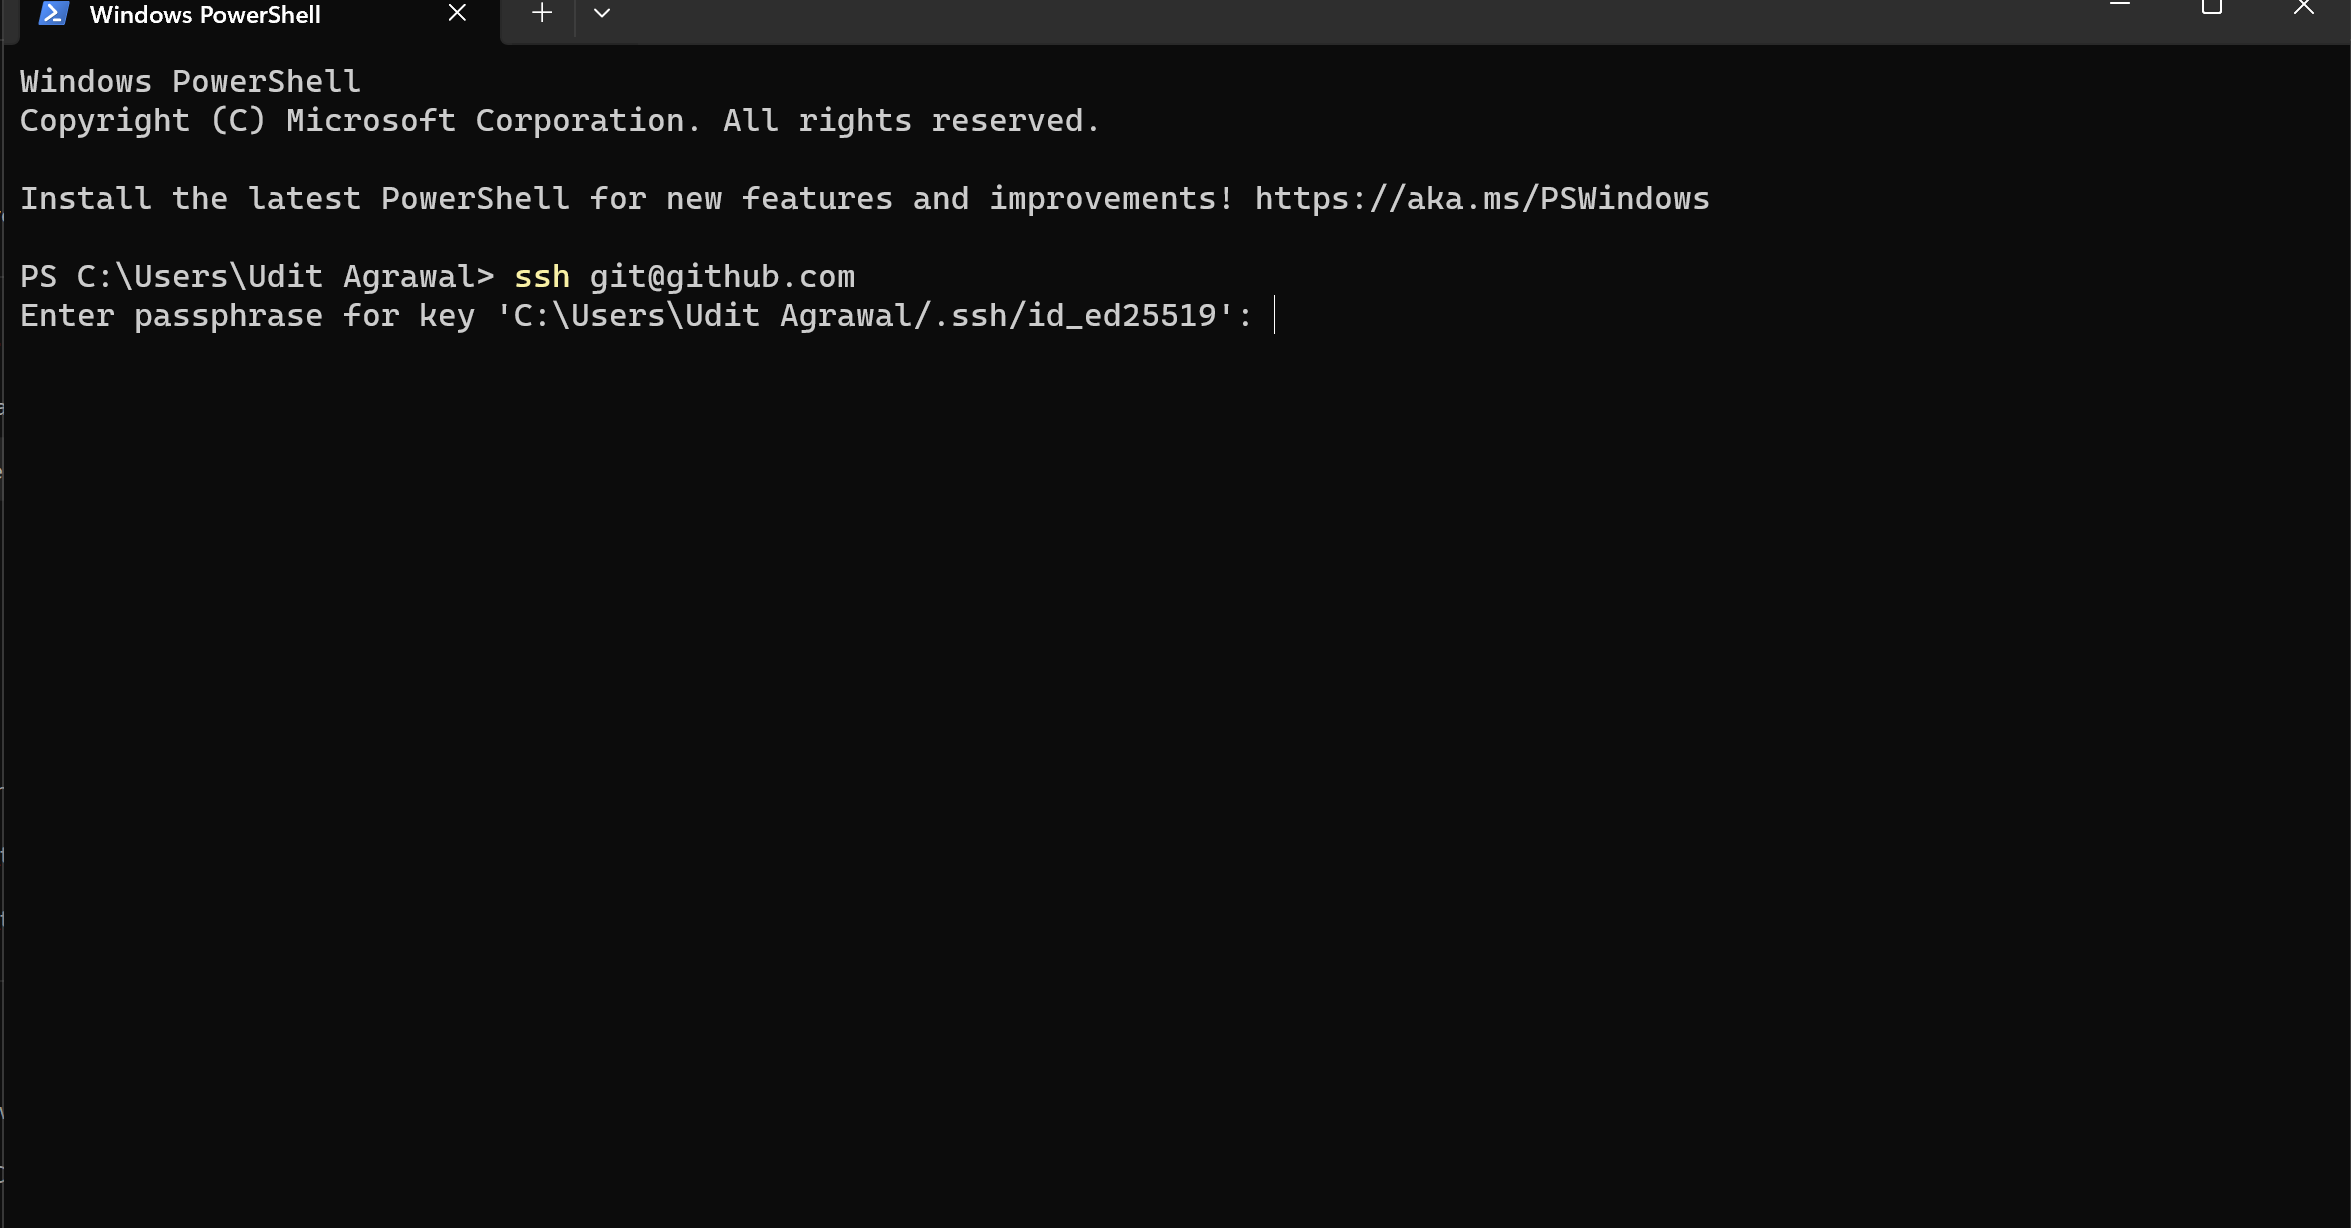 Windows PowerShell
Windows PowerShell
Copyright (C) Microsoft Corporation. All rights reserved.
Install the latest PowerShell for new features and improvements! https://aka.ms/PSWindows
PS C:\Users\Udit Agrawal> ssh git@github.com
Enter passphrase for key 'C:\Users\Udit Agrawal/.ssh/id_ed25519':